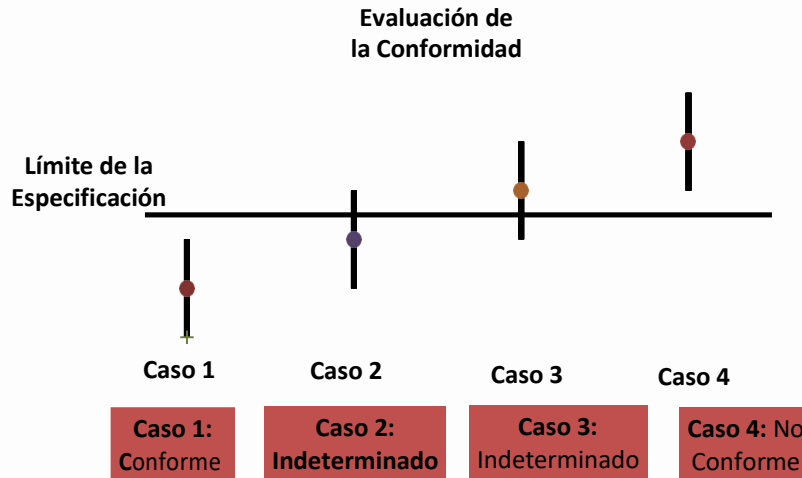 Evaluación de
la Conformidad
Límite de la
Especificación
Caso 1
Caso 2
Caso 3
Caso 4
Caso 1:
Conforme
Caso 2:
Indeterminado
Caso 3:
Indeterminado
Caso 4: No
Conforme